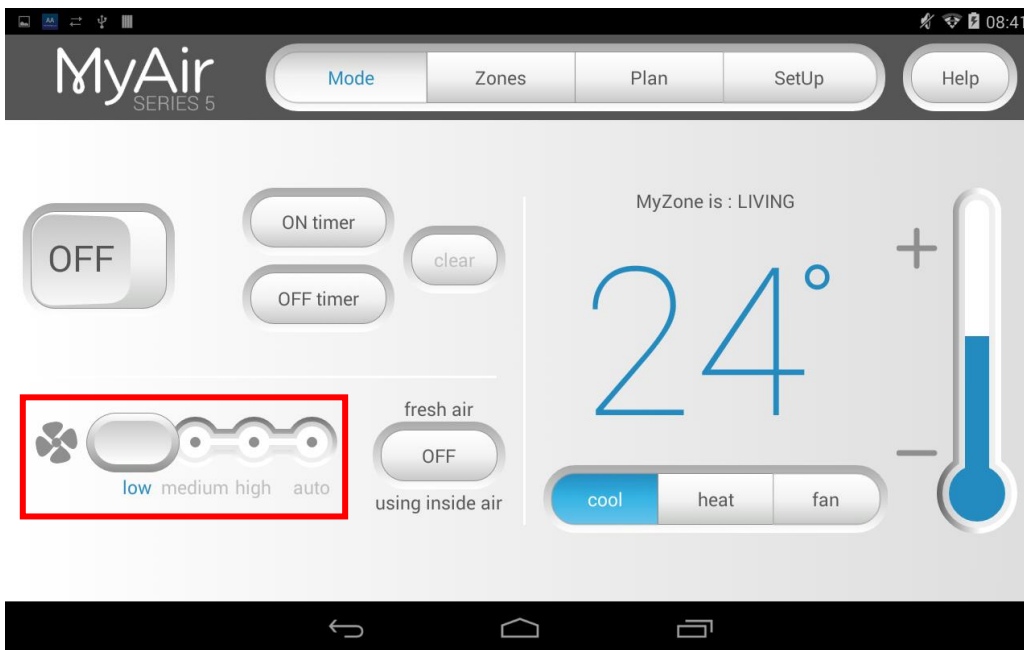 AA 08:41
MyAir
SERIES 5
Mode Zones Plan SetUp Help
OFF
ON timer
OFF timer
clear
low medium high auto
fresh air
OFF
using inside air
MyZone is : LIVING
24°
+
−
cool heat fan